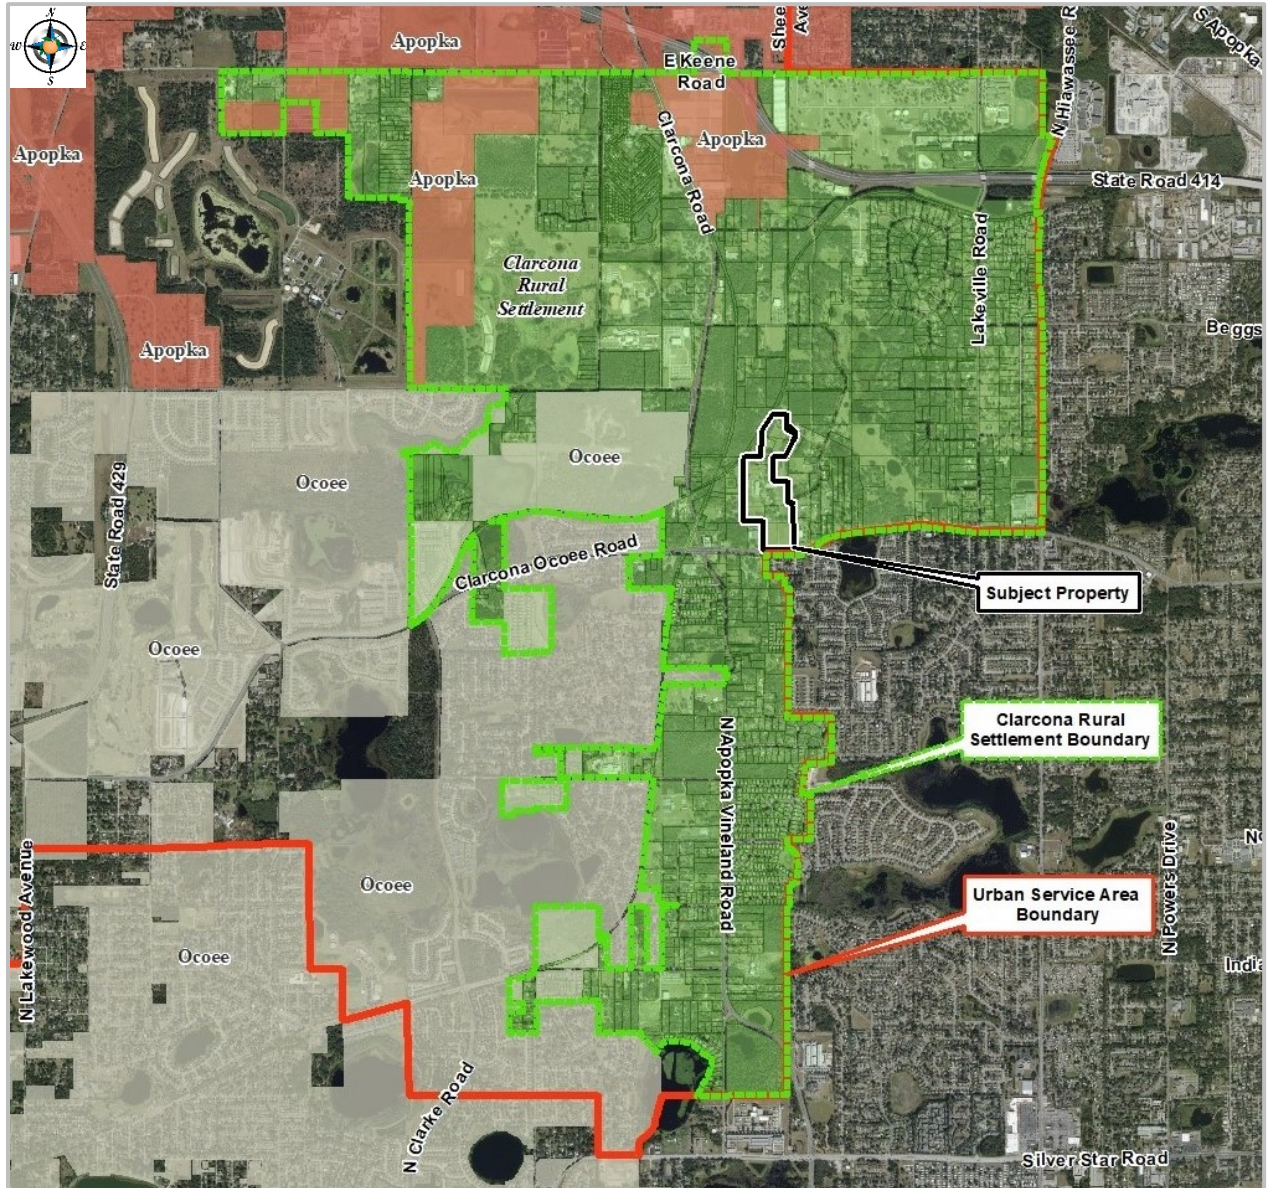 N
W
E
S
Apopka
Shee
Ave
E Keene
Road
N Hiawassee R
S Apopka
Apopka
Clarcona Road
Apopka
Apopka
State Road 414
Clarcona
Rural
Settlement
Lakeville Road
Apopka
Beggs
Ocoee
Ocoee
State Road 429
Clarcona Ocoee Road
Subject Property
Ocoee
Clarcona Rural
Settlement Boundary
N Apopka Vineland Road
N Lakewood Avenue
Ocoee
N Powers Drive
No
Urban Service Area
Boundary
Ocoee
India
N Clarke Road
Silver Star Road